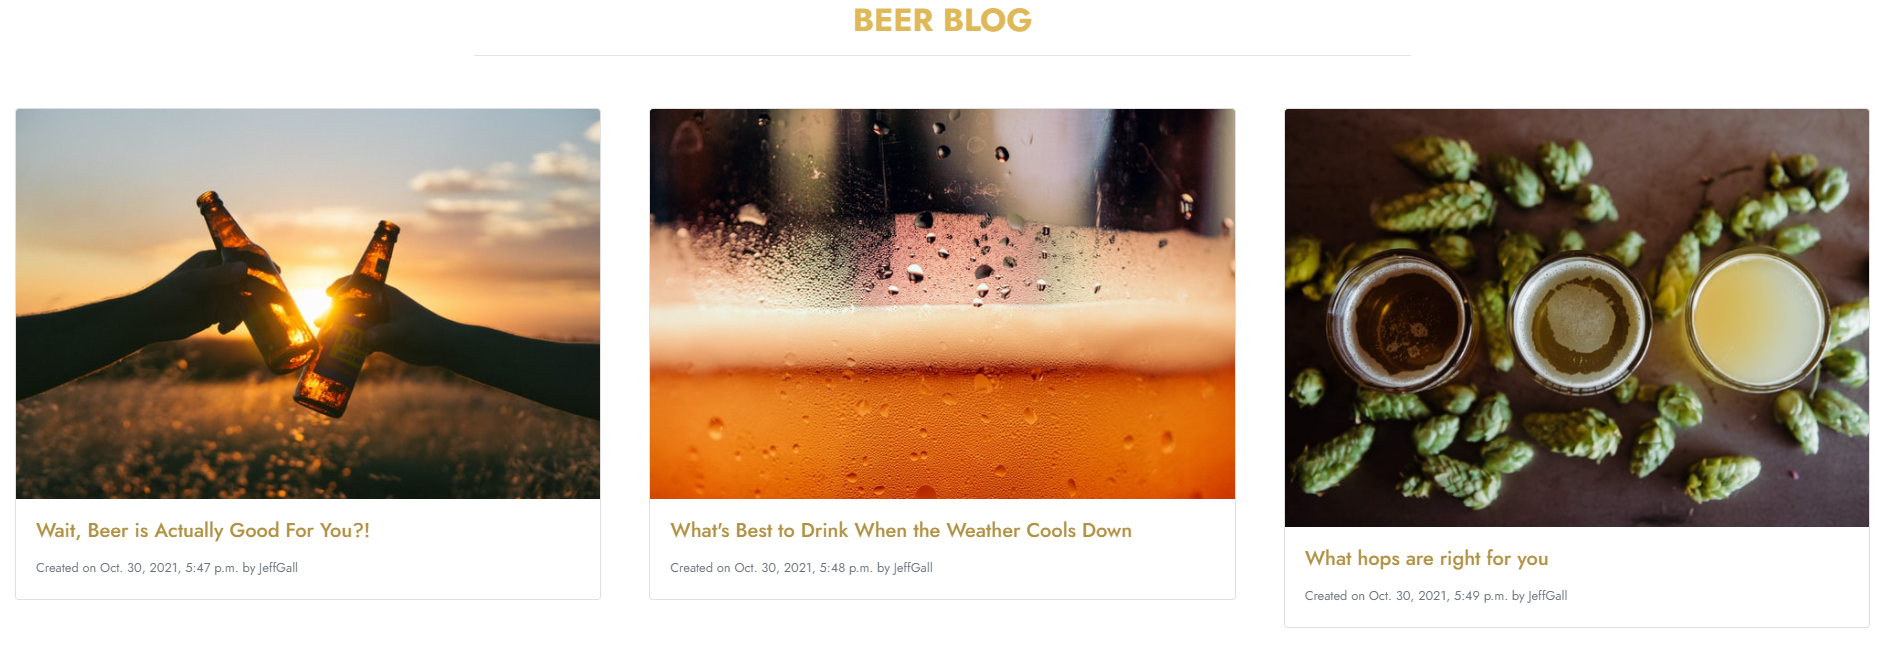 BEER BLOG
Wait, Beer is Actually Good For You?!
Created on Oct. 30, 2021, 5:47 p.m. by JeffGall
What's Best to Drink When the Weather Cools Down
Created on Oct. 30, 2021, 5:48 p.m. by JeffGall
What hops are right for you
Created on Oct. 30, 2021, 5:49 p.m. by JeffGall